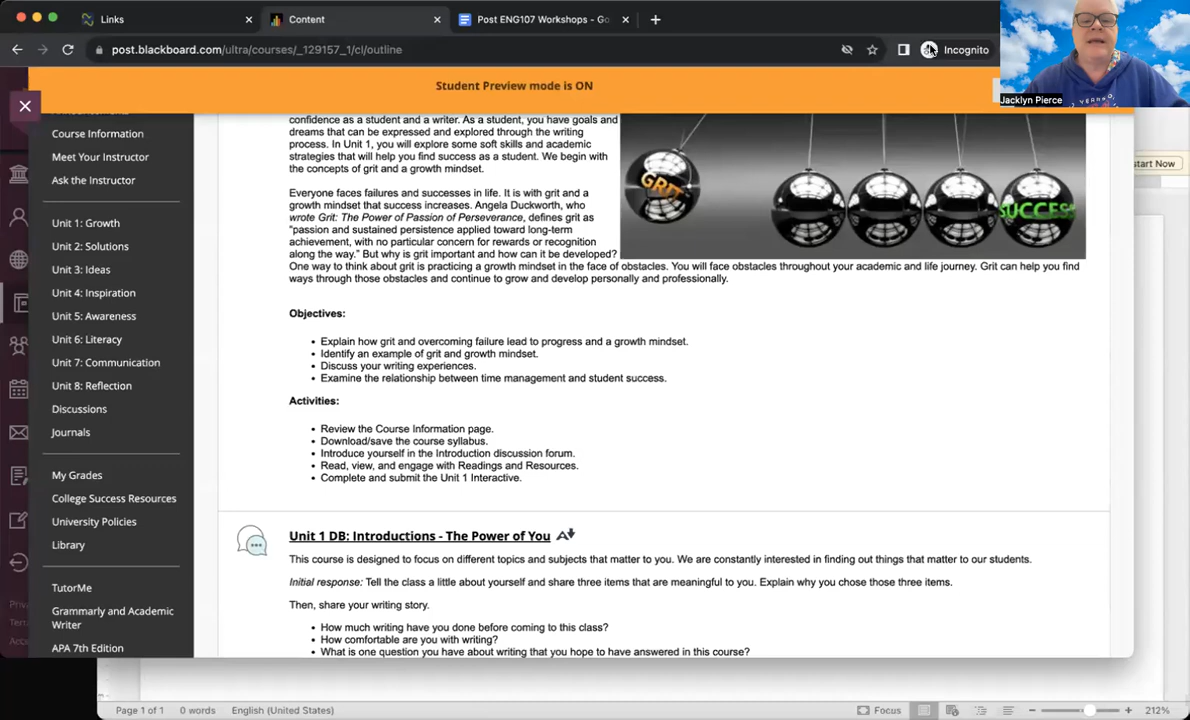 Links
Content
Post ENG107 Workshops - Go
post.blackboard.com/ultra/courses/_129157_1/cl/outline
Incognito
Jacklyn Pierce
Student Preview mode is ON
start Now
Course Information
Meet Your Instructor
Ask the Instructor
Unit 1: Growth
Unit 2: Solutions
Unit 3: Ideas
Unit 4: Inspiration
Unit 5: Awareness
Unit 6: Literacy
Unit 7: Communication
Unit 8: Reflection
Discussions
Journals
My Grades
College Success Resources
University Policies
Library
TutorMe
Grammarly and Academic
Writer
APA 7th Edition
confidence as a student and a writer. As a student, you have goals and
dreams that can be expressed and explored through the writing
process. In Unit 1, you will explore some soft skills and academic
strategies that will help you find success as a student. We begin with
the concepts of grit and a growth mindset.
Everyone faces failures and successes in life. It is with grit and a
growth mindset that success increases. Angela Duckworth, who
wrote Grit: The Power of Passion of Perseverance, defines grit as
"passion and sustained persistence applied toward long-term
achievement, with no particular concern for rewards or recognition
along the way." But why is grit important and how can it be developed?
One way to think about grit is practicing a growth mindset in the face of obstacles. You will face obstacles throughout your academic and life journey. Grit can help you find
ways through those obstacles and continue to grow and develop personally and professionally.
GRIT
SUCCESS
Objectives:
• Explain how grit and overcoming failure lead to progress and a growth mindset.
• Identify an example of grit and growth mindset.
• Discuss your writing experiences.
• Examine the relationship between time management and student success.
Activities:
• Review the Course Information page.
• Download/save the course syllabus.
• Introduce yourself in the Introduction discussion forum.
• Read, view, and engage with Readings and Resources.
• Complete and submit the Unit 1 Interactive.
Unit 1 DB: Introductions - The Power of You
This course is designed to focus on different topics and subjects that matter to you. We are constantly interested in finding out things that matter to our students.
Initial response: Tell the class a little about yourself and share three items that are meaningful to you. Explain why you chose those three items.
Then, share your writing story.
• How much writing have you done before coming to this class?
• How comfortable are you with writing?
• What is one question you have about writing that you hope to have answered in this course?
Page 1 of 1
0 words
English (United States)
Focus
212%